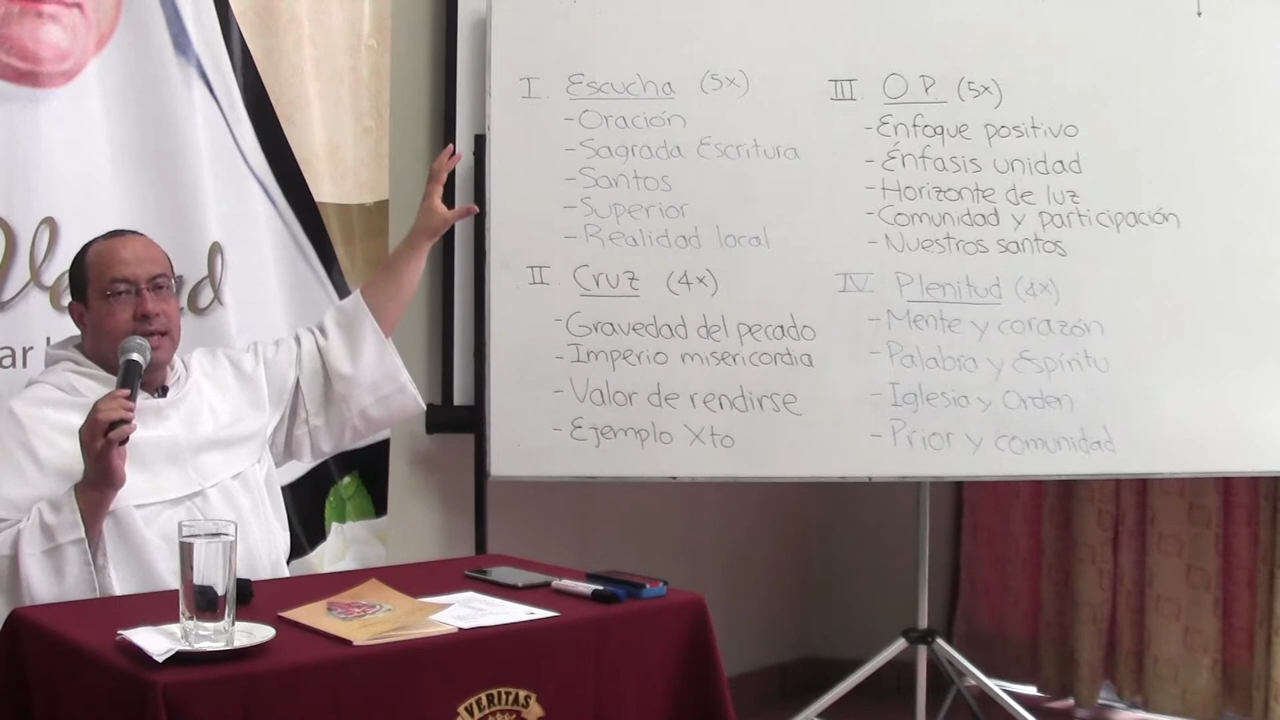 I. Escucha (5x)
- Oración
- Sagrada Escritura
- Santos
- Superior
- Realidad local
II. Cruz (4x)
- Gravedad del pecado
- Imperio misericordia
- Valor de rendirse
- Ejemplo Xto
III. O.P. (5x)
- Enfoque positivo
- Énfasis unidad
- Horizonte de luz
- Comunidad y participación
- Nuestros santos
IV. Plenitud (4x)
- Mente y corazón
- Palabra y Espíritu
- Iglesia y Orden
- Prior y comunidad
VERITAS